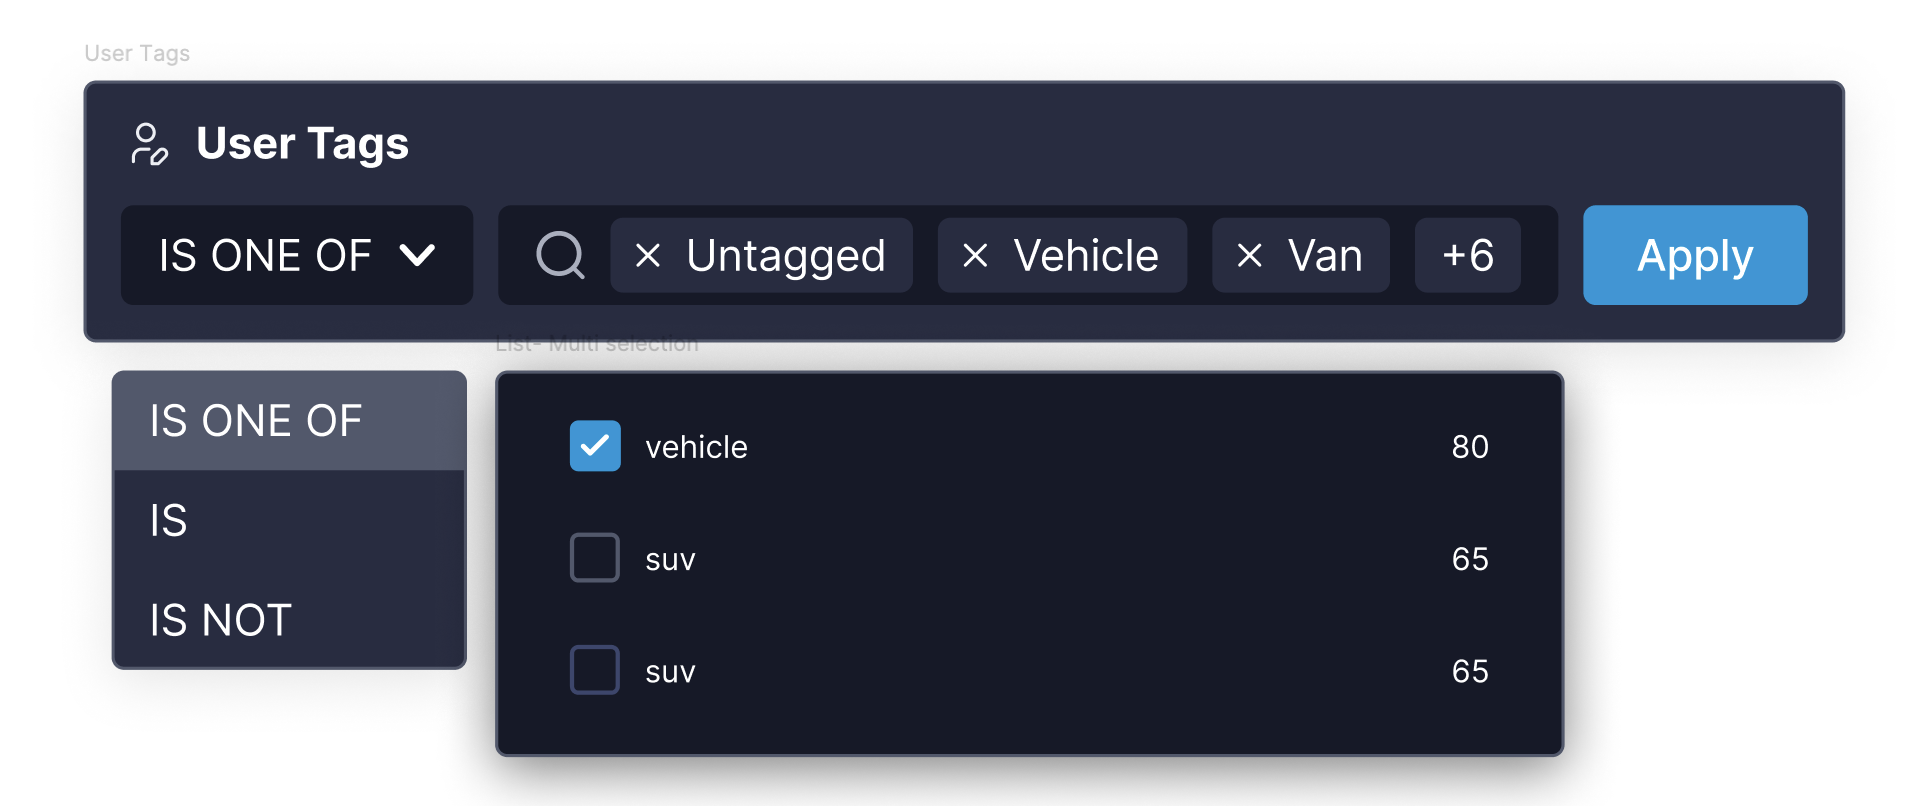 User Tags
User Tags
IS ONE OF Untagged Vehicle Van +6 Apply
List- Multi selection
IS ONE OF
IS
IS NOT
vehicle 80
suv 65
suv 65